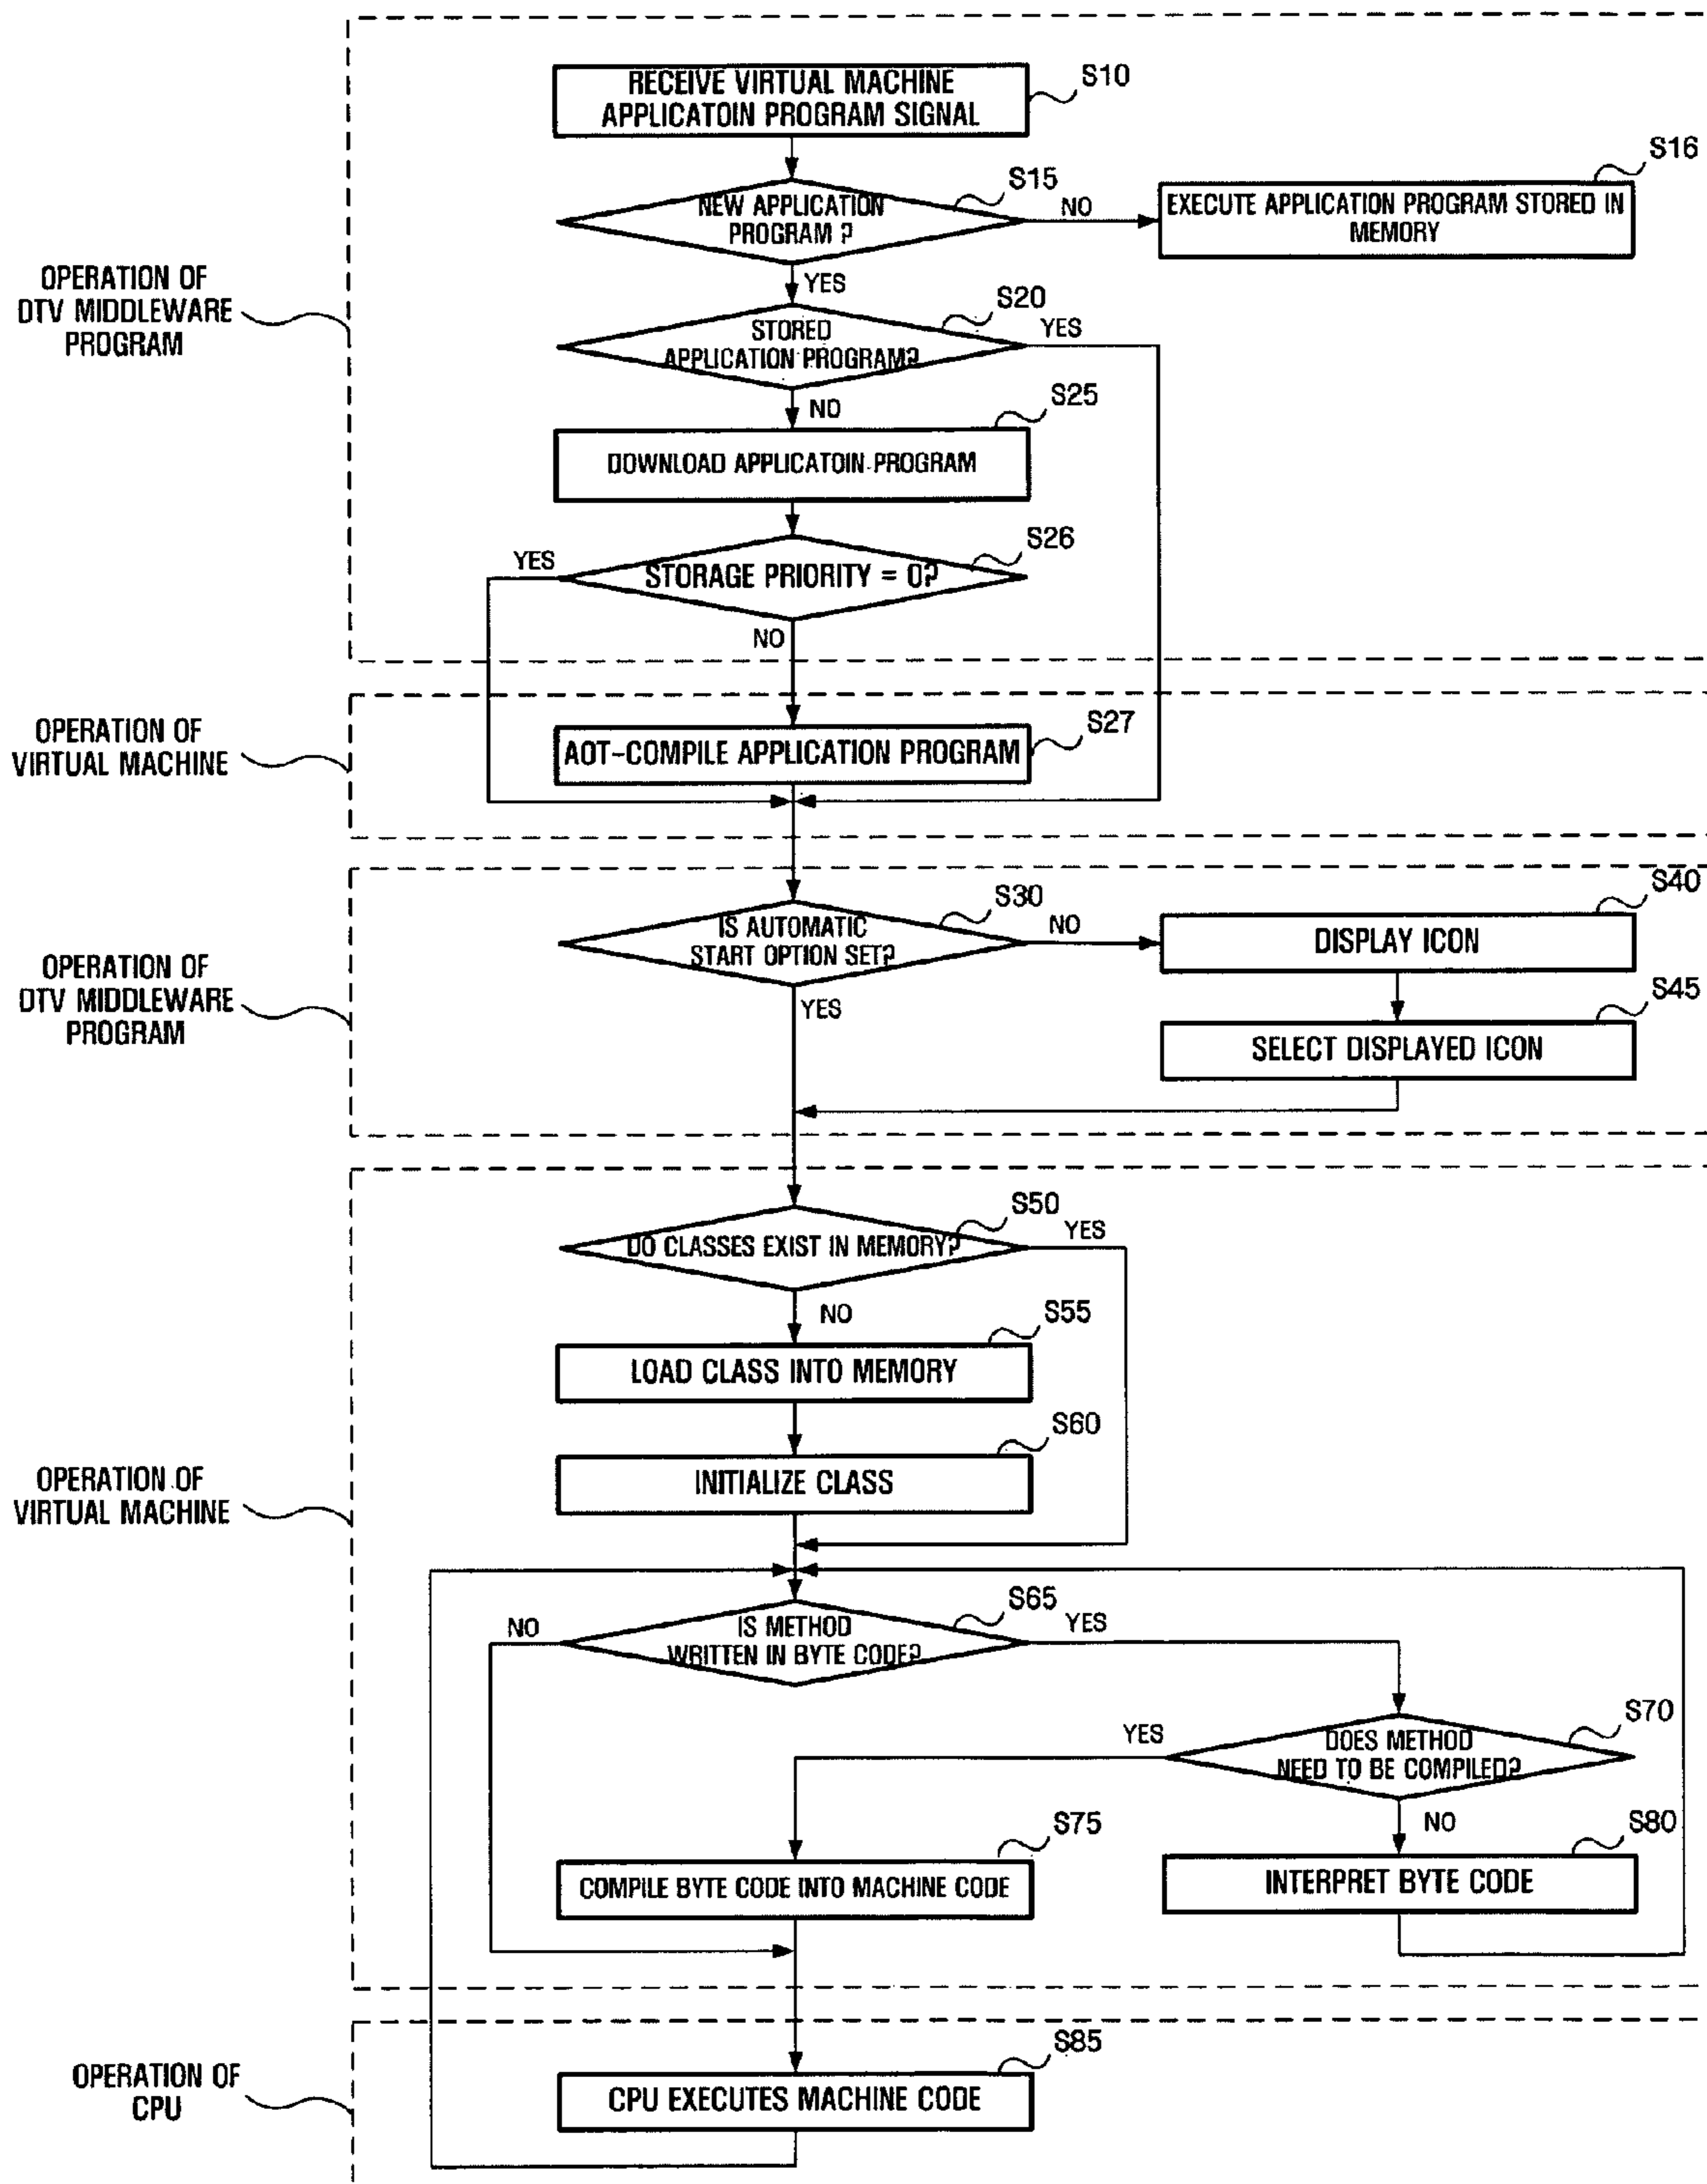 RECEIVE VIRTUAL MACHINE
APPLICATOIN PROGRAM SIGNAL
S10
NEW APPLICATION
PROGRAM ?
S15
NO
EXECUTE APPLICATION PROGRAM STORED IN
MEMORY
S16
YES
OPERATION OF
DTV MIDDLEWARE
PROGRAM
STORED
APPLICATION PROGRAM?
S20
YES
NO
S25
DOWNLOAD APPLICATOIN PROGRAM
YES
STORAGE PRIORITY = 0?
S26
NO
OPERATION OF
VIRTUAL MACHINE
AOT-COMPILE APPLICATION PROGRAM
S27
IS AUTOMATIC
START OPTION SET?
S30
NO
DISPLAY ICON
S40
YES
OPERATION OF
DTV MIDDLEWARE
PROGRAM
SELECT DISPLAYED ICON
S45
DO CLASSES EXIST IN MEMORY?
S50
YES
NO
S55
LOAD CLASS INTO MEMORY
S60
INITIALIZE CLASS
OPERATION OF
VIRTUAL MACHINE
NO
IS METHOD
WRITTEN IN BYTE CODE?
S65
YES
YES
DOES METHOD
NEED TO BE COMPILED?
S70
NO
S75
COMPILE BYTE CODE INTO MACHINE CODE
S80
INTERPRET BYTE CODE
OPERATION OF
CPU
S85
CPU EXECUTES MACHINE CODE